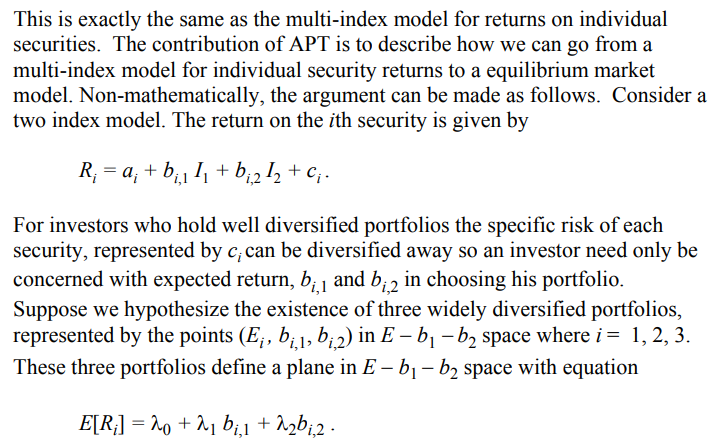 This is exactly the same as the multi-index model for returns on individual
securities.  The contribution of APT is to describe how we can go from a
multi-index model for individual security returns to a equilibrium market
model. Non-mathematically, the argument can be made as follows.  Consider a
two index model. The return on the ith security is given by
R_i = a_i + b_{i,1} I_1 + b_{i,2} I_2 + c_i .
For investors who hold well diversified portfolios the specific risk of each
security, represented by c_i can be diversified away so an investor need only be
concerned with expected return, b_{i,1} and b_{i,2} in choosing his portfolio.
Suppose we hypothesize the existence of three widely diversified portfolios,
represented by the points (E_i, b_{i,1}, b_{i,2}) in E – b_1 – b_2 space where i = 1, 2, 3.
These three portfolios define a plane in E – b_1 – b_2 space with equation
E[R_i] = λ_0 + λ_1 b_{i,1} + λ_2 b_{i,2} .